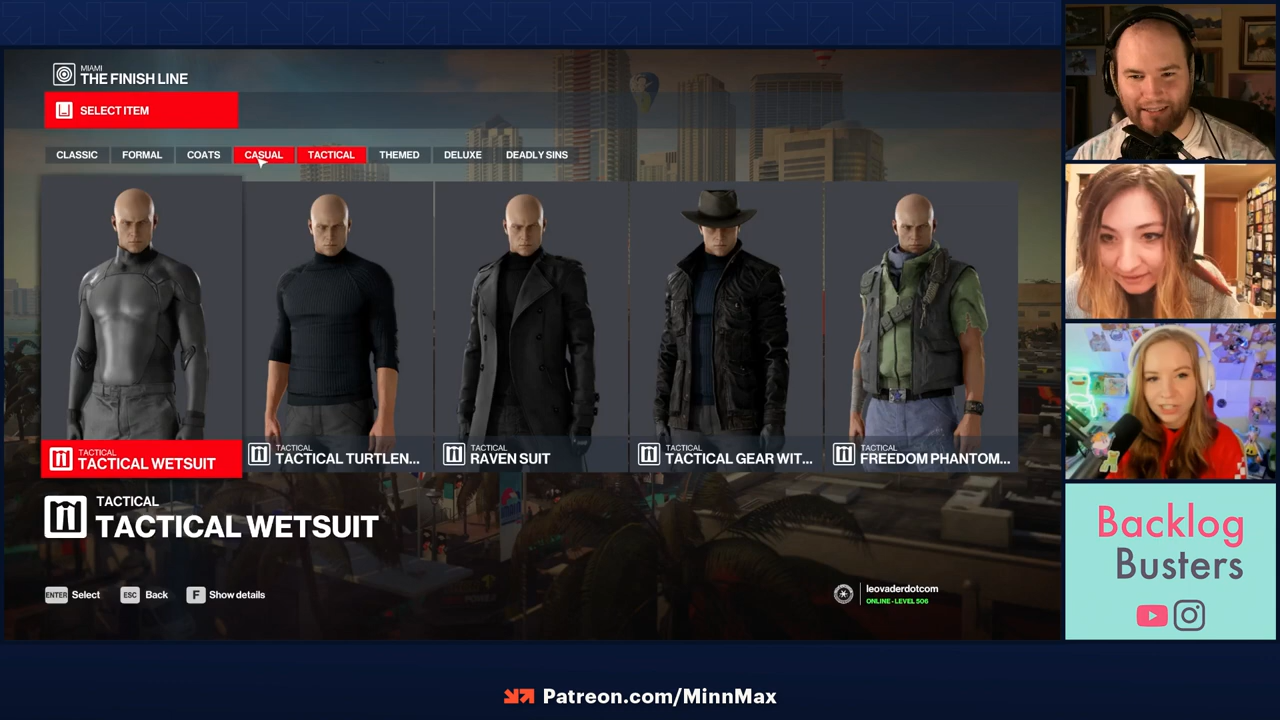 MIAMI
THE FINISH LINE
SELECT ITEM
CLASSIC
FORMAL
COATS
CASUAL
TACTICAL
THEMED
DELUXE
DEADLY SINS
TACTICAL
TACTICAL WETSUIT
TACTICAL
TACTICAL TURTLEN...
TACTICAL
RAVEN SUIT
TACTICAL
TACTICAL GEAR WIT...
TACTICAL
FREEDOM PHANTOM...
TACTICAL
TACTICAL WETSUIT
ENTER Select
ESC Back
F Show details
leovaderdotcom
ONLINE - LEVEL 506
Backlog
Busters
Patreon.com/MinnMax